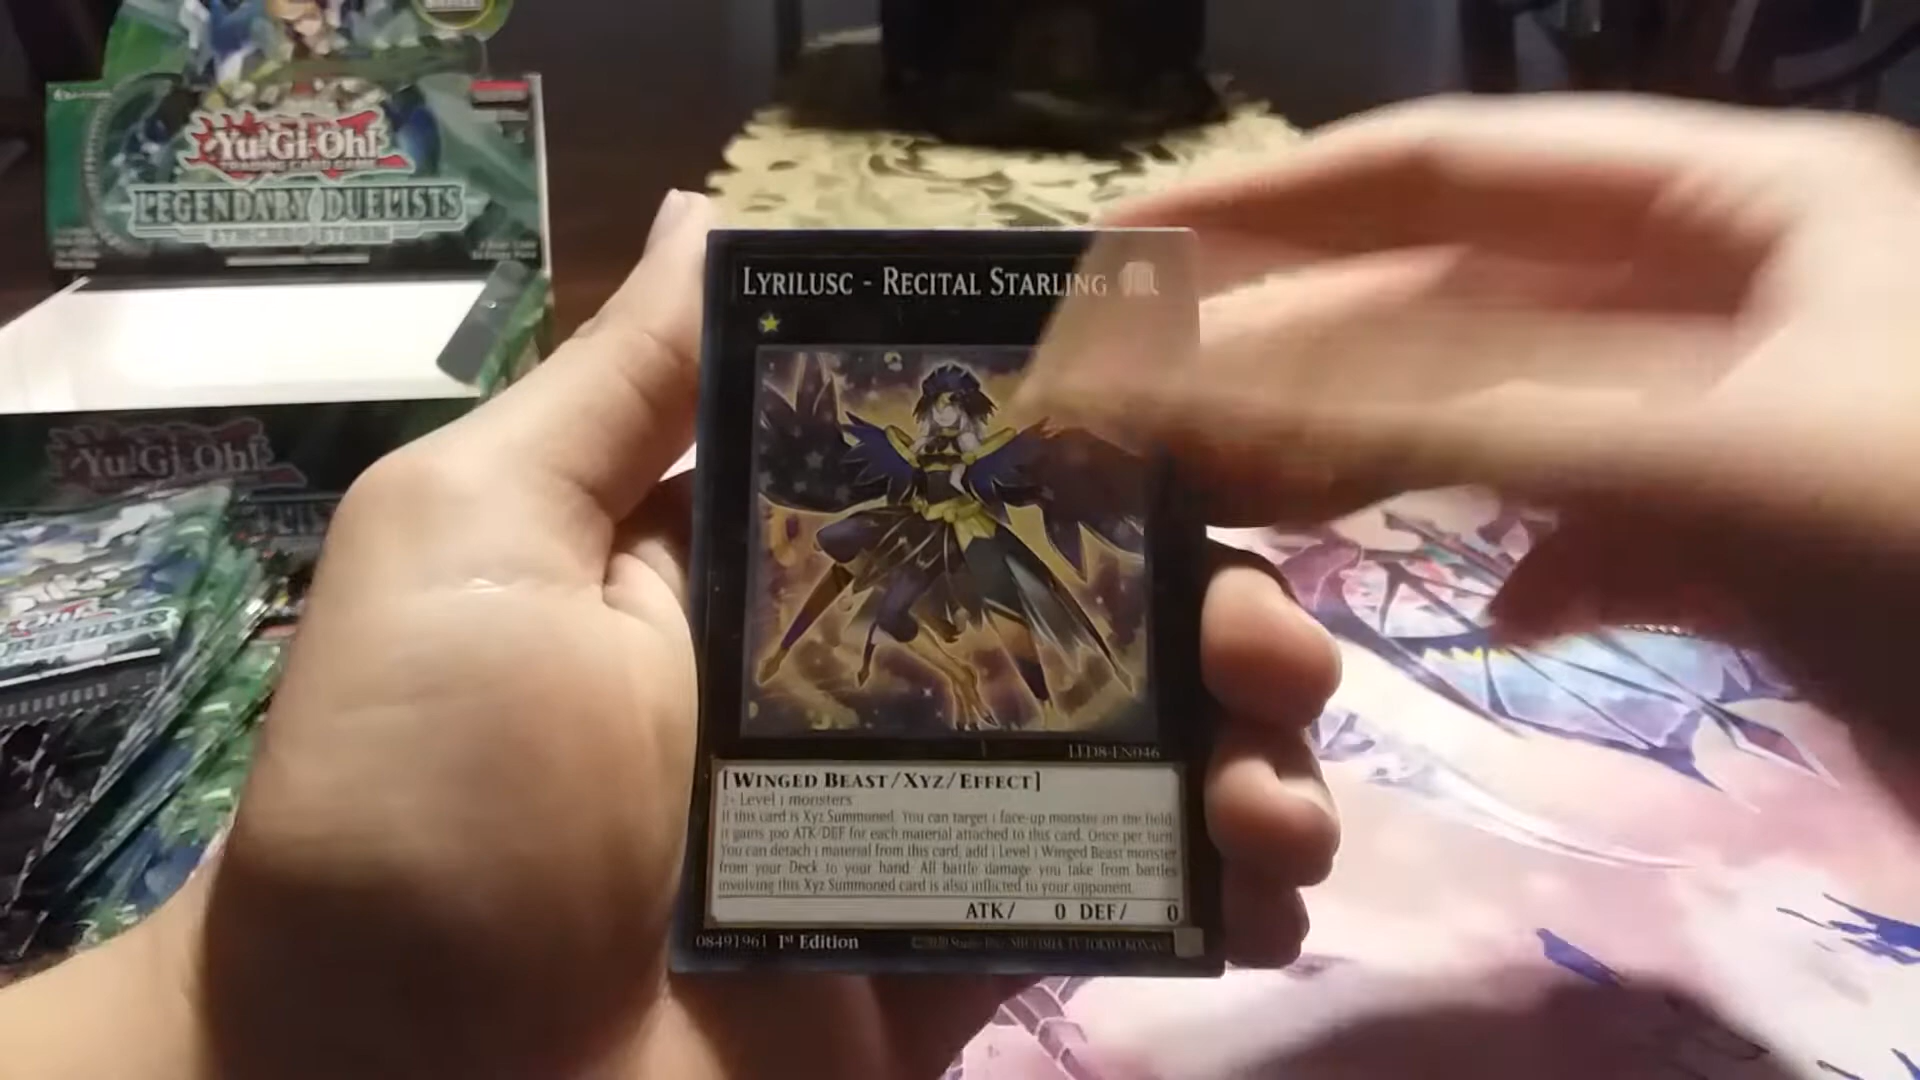 Yu-Gi-Oh!
TRADING CARD GAME
LEGENDARY DUELISTS
SYNCHRO STORM
Yu-Gi-Oh!
LYRILUSC - RECITAL STARLING
LED8-EN046
[WINGED BEAST/XYZ/EFFECT]
2+ Level 1 monsters
If this card is Xyz Summoned: You can target 1 face-up monster on the field;
it gains 300 ATK/DEF for each material attached to this card. Once per turn:
You can detach 1 material from this card; add 1 Level 1 Winged Beast monster
from your Deck to your hand. All battle damage you take from battles
involving this Xyz Summoned card is also inflicted to your opponent.
ATK/ 0 DEF/ 0
08491961 1st Edition